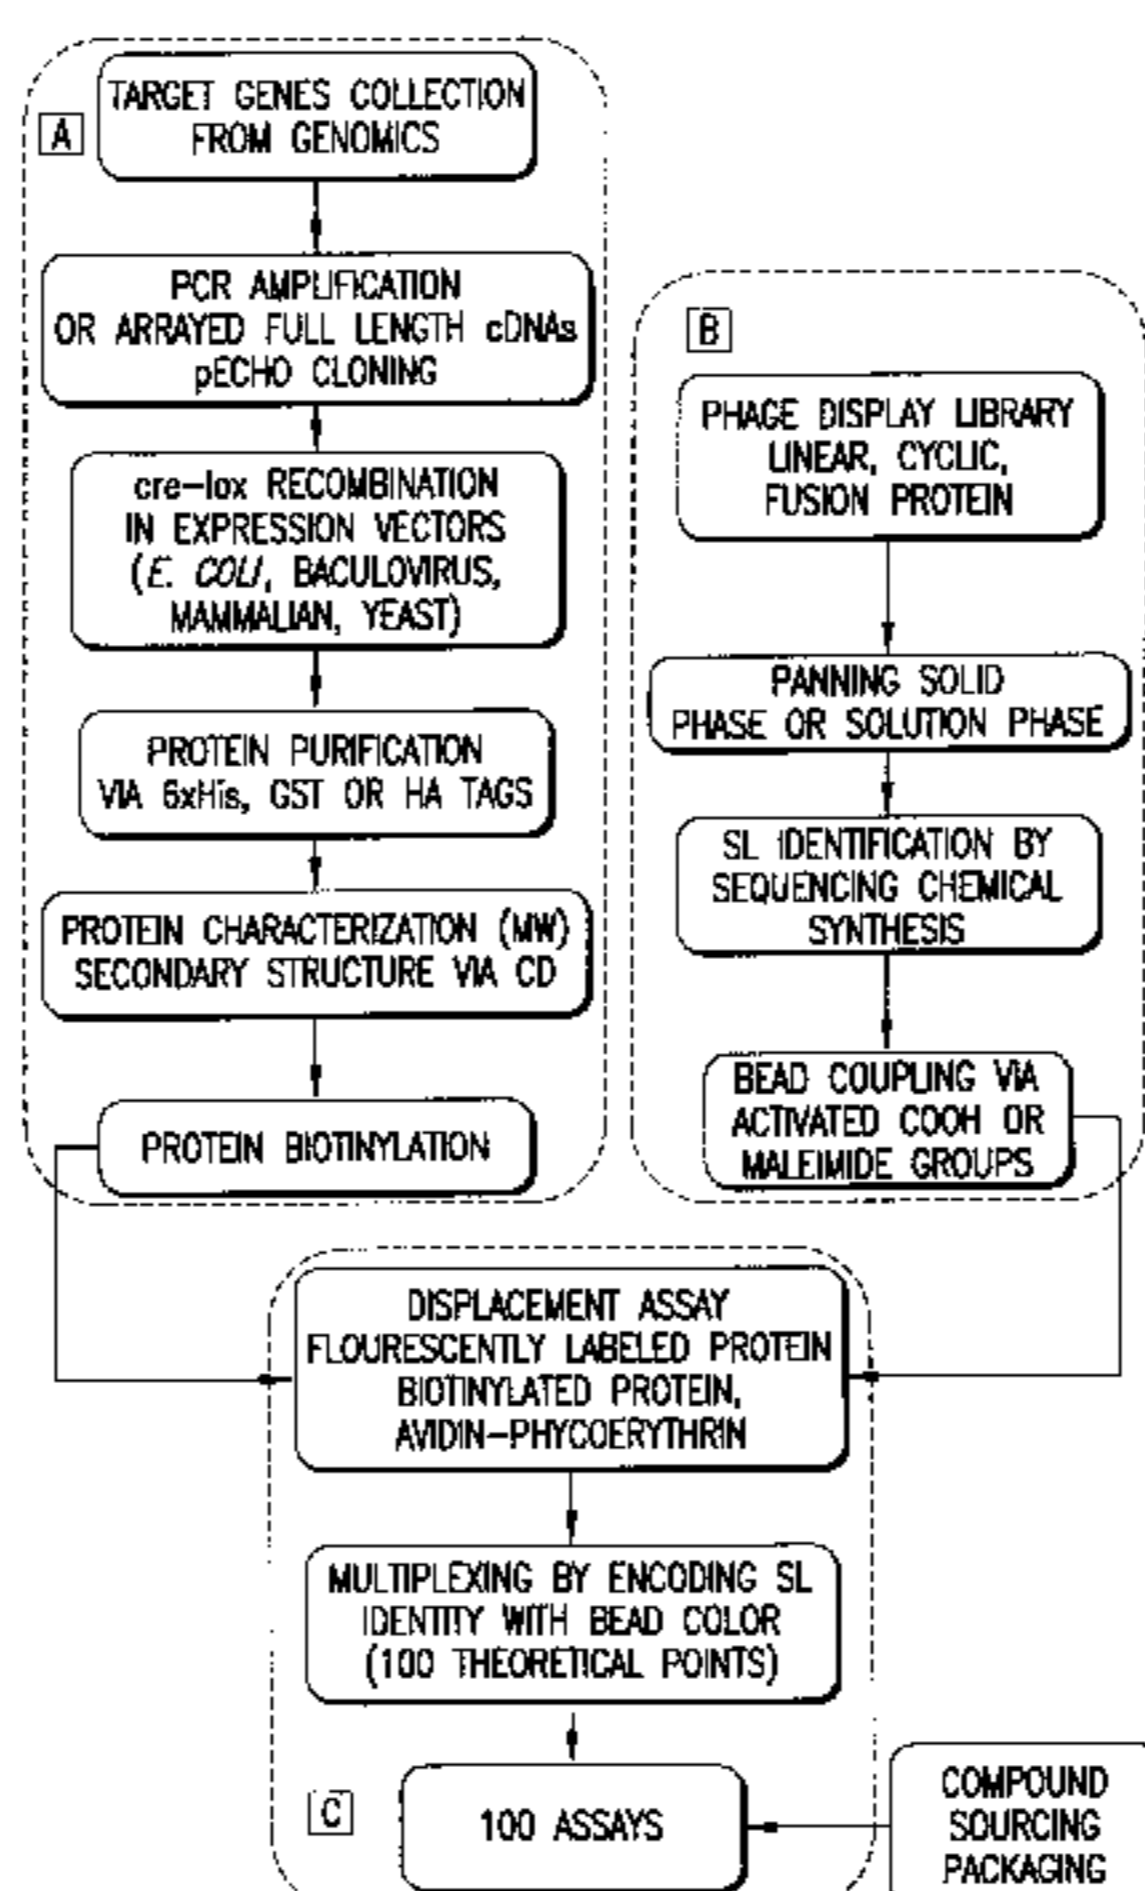 A
TARGET GENES COLLECTION
FROM GENOMICS
PCR AMPLIFICATION
OR ARRAYED FULL LENGTH cDNAs
pECHO CLONING
cre-lox RECOMBINATION
IN EXPRESSION VECTORS
(E. COLI, BACULOVIRUS,
MAMMALIAN, YEAST)
PROTEIN PURIFICATION
VIA 6xHis, GST OR HA TAGS
PROTEIN CHARACTERIZATION (MW)
SECONDARY STRUCTURE VIA CD
PROTEIN BIOTINYLATION
B
PHAGE DISPLAY LIBRARY
LINEAR, CYCLIC,
FUSION PROTEIN
PANNING SOLID
PHASE OR SOLUTION PHASE
SL IDENTIFICATION BY
SEQUENCING CHEMICAL
SYNTHESIS
BEAD COUPLING VIA
ACTIVATED COOH OR
MALEIMIDE GROUPS
DISPLACEMENT ASSAY
FLOURESCENTLY LABELED PROTEIN
BIOTINYLATED PROTEIN,
AVIDIN-PHYCOERYTHRIN
MULTIPLEXING BY ENCODING SL
IDENTITY WITH BEAD COLOR
(100 THEORETICAL POINTS)
C
100 ASSAYS
COMPOUND
SOURCING
PACKAGING